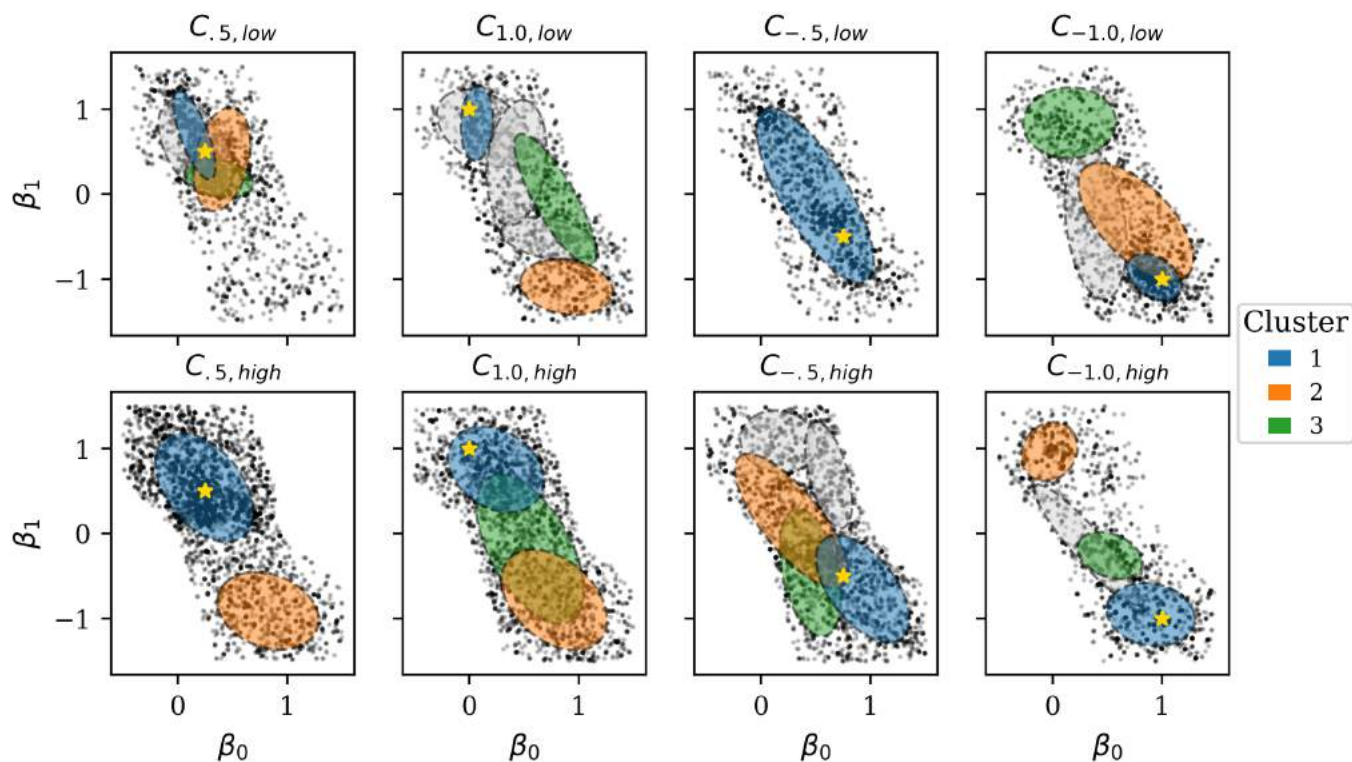 C.5, low C1.0, low C−.5, low C−1.0, low
β1
1
0
−1
Cluster
1
2
3
C.5, high C1.0, high C−.5, high C−1.0, high
β1
1
0
−1
0 1 0 1 0 1 0 1
β0 β0 β0 β0